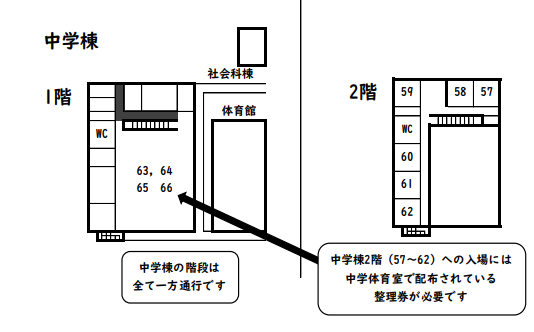 中学棟
社会科棟
1階
体育館
WC
63, 64
65 66
中学棟の階段は
全て一方通行です
2階
59
58
57
WC
60
61
62
中学棟2階（57～62）への入場には
中学体育室で配布されている
整理券が必要です